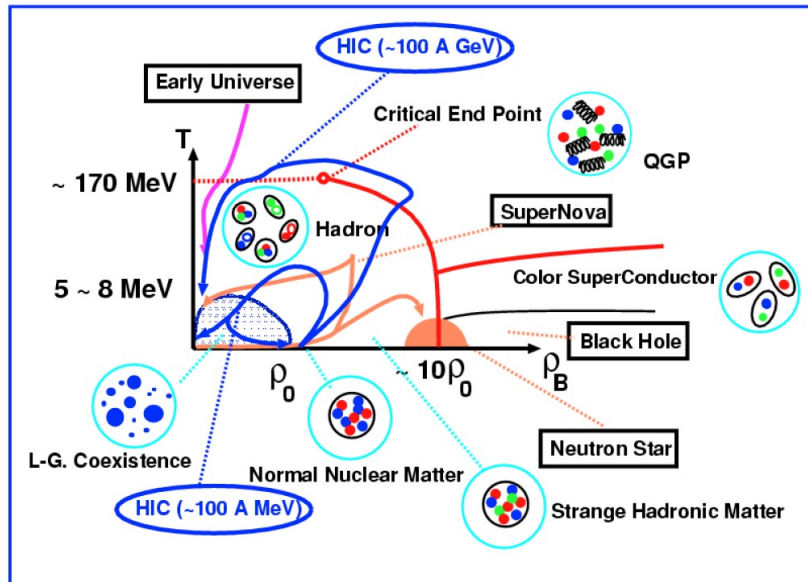 HIC (~100 A GeV)
Early Universe
T
Critical End Point
QGP
~ 170 MeV
Hadron
SuperNova
Color SuperConductor
5 ~ 8 MeV
Black Hole
ρ0
~ 10ρ0
ρB
L-G. Coexistence
Normal Nuclear Matter
Neutron Star
HIC (~100 A MeV)
Strange Hadronic Matter